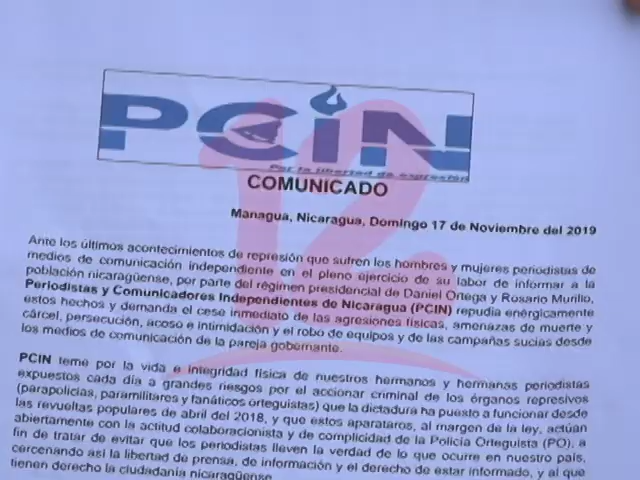 PCiN
Por la libertad de expresión
COMUNICADO
Managua, Nicaragua, Domingo 17 de Noviembre del 2019
Ante los últimos acontecimientos de represión que sufren los hombres y mujeres periodistas de
medios de comunicación independiente en el pleno ejercicio de su labor de informar a la
población nicaragüense, por parte del régimen presidencial de Daniel Ortega y Rosario Murillo,
Periodistas y Comunicadores Independientes de Nicaragua (PCIN) repudia enérgicamente
estos hechos y demanda el cese inmediato de las agresiones físicas, amenazas de muerte y
cárcel, persecución, acoso e intimidación y el robo de equipos y de las campañas sucias desde
los medios de comunicación de la pareja gobernante.
PCIN teme por la vida e integridad física de nuestros hermanos y hermanas periodistas
expuestos cada día a grandes riesgos por el accionar criminal de los órganos represivos
(parapolicías, paramilitares y fanáticos orteguistas) que la dictadura ha puesto a funcionar desde
las revueltas populares de abril del 2018, y que estos aparataros, al margen de la ley, actúan
abiertamente con la actitud colaboracionista y de complicidad de la Policía Orteguista (PO), a
fin de tratar de evitar que los periodistas lleven la verdad de lo que ocurre en nuestro país,
cercenando así la libertad de prensa, de información y el derecho de estar informado, y al que
tienen derecho la ciudadanía nicaragüense
12